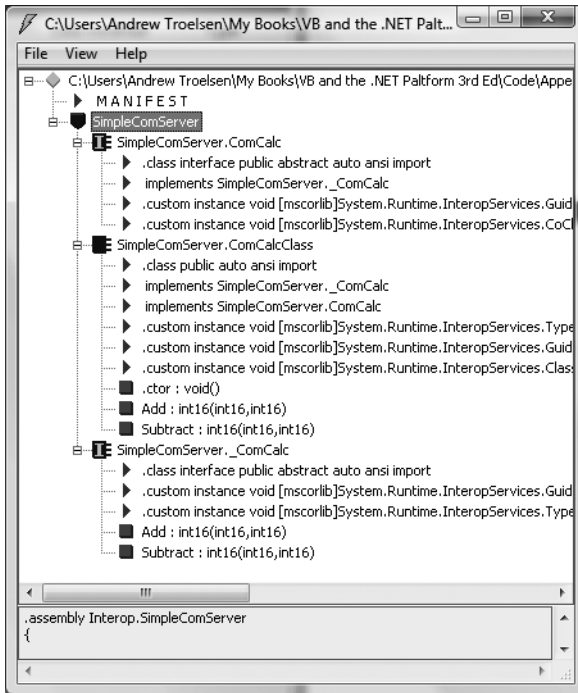 C:\Users\Andrew Troelsen\My Books\VB and the .NET Palt...
File View Help
C:\Users\Andrew Troelsen\My Books\VB and the .NET Paltform 3rd Ed\Code\Appe
MANIFEST
SimpleComServer
SimpleComServer.ComCalc
.class interface public abstract auto ansi import
implements SimpleComServer._ComCalc
.custom instance void [mscorlib]System.Runtime.InteropServices.Guid
.custom instance void [mscorlib]System.Runtime.InteropServices.CoCl
SimpleComServer.ComCalcClass
.class public auto ansi import
implements SimpleComServer._ComCalc
implements SimpleComServer.ComCalc
.custom instance void [mscorlib]System.Runtime.InteropServices.Type
.custom instance void [mscorlib]System.Runtime.InteropServices.Guid
.custom instance void [mscorlib]System.Runtime.InteropServices.Class
.ctor : void()
Add : int16(int16,int16)
Subtract : int16(int16,int16)
SimpleComServer._ComCalc
.class interface public abstract auto ansi import
.custom instance void [mscorlib]System.Runtime.InteropServices.Guid
.custom instance void [mscorlib]System.Runtime.InteropServices.Type
Add : int16(int16,int16)
Subtract : int16(int16,int16)
.assembly Interop.SimpleComServer
{